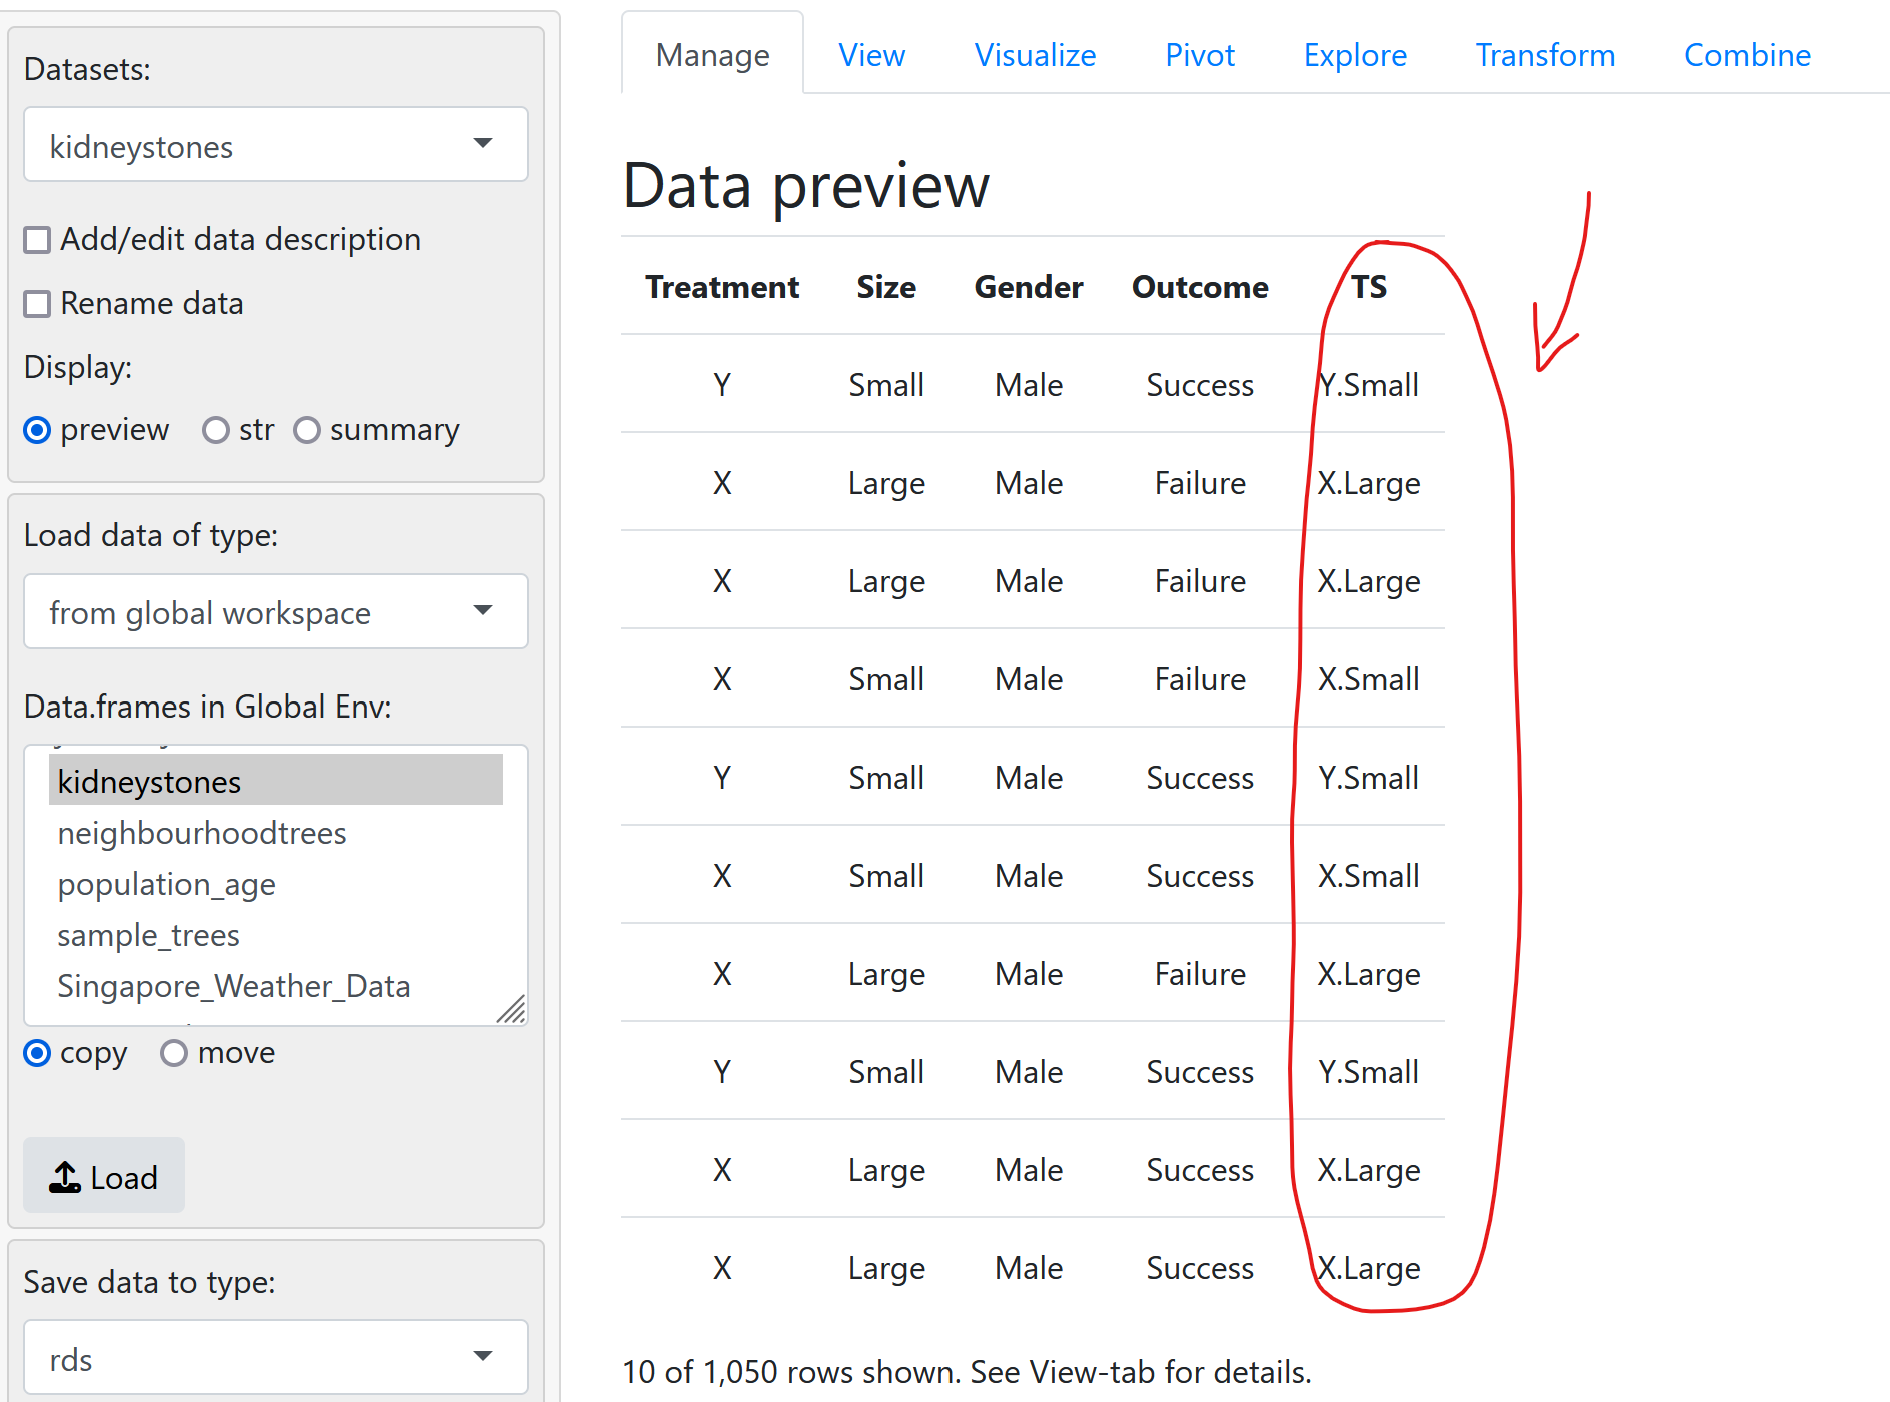 Datasets:
kidneystones
Add/edit data description
Rename data
Display:
preview str summary
Load data of type:
from global workspace
Data.frames in Global Env:
kidneystones
neighbourhoodtrees
population_age
sample_trees
Singapore_Weather_Data
copy move
Load
Save data to type:
rds
Manage View Visualize Pivot Explore Transform Combine
Data preview
Treatment Size Gender Outcome TS
Y Small Male Success Y.Small
X Large Male Failure X.Large
X Large Male Failure X.Large
X Small Male Failure X.Small
Y Small Male Success Y.Small
X Small Male Success X.Small
X Large Male Failure X.Large
Y Small Male Success Y.Small
X Large Male Success X.Large
X Large Male Success X.Large
10 of 1,050 rows shown. See View-tab for details.